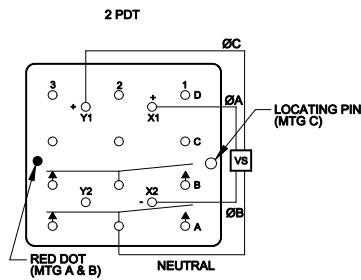 2 PDT
ØC
3 2 1
D
+ Y1
+ X1
ØA
LOCATING PIN
(MTG C)
C
VS
B
Y2
X2
-
ØB
A
RED DOT
(MTG A & B)
NEUTRAL